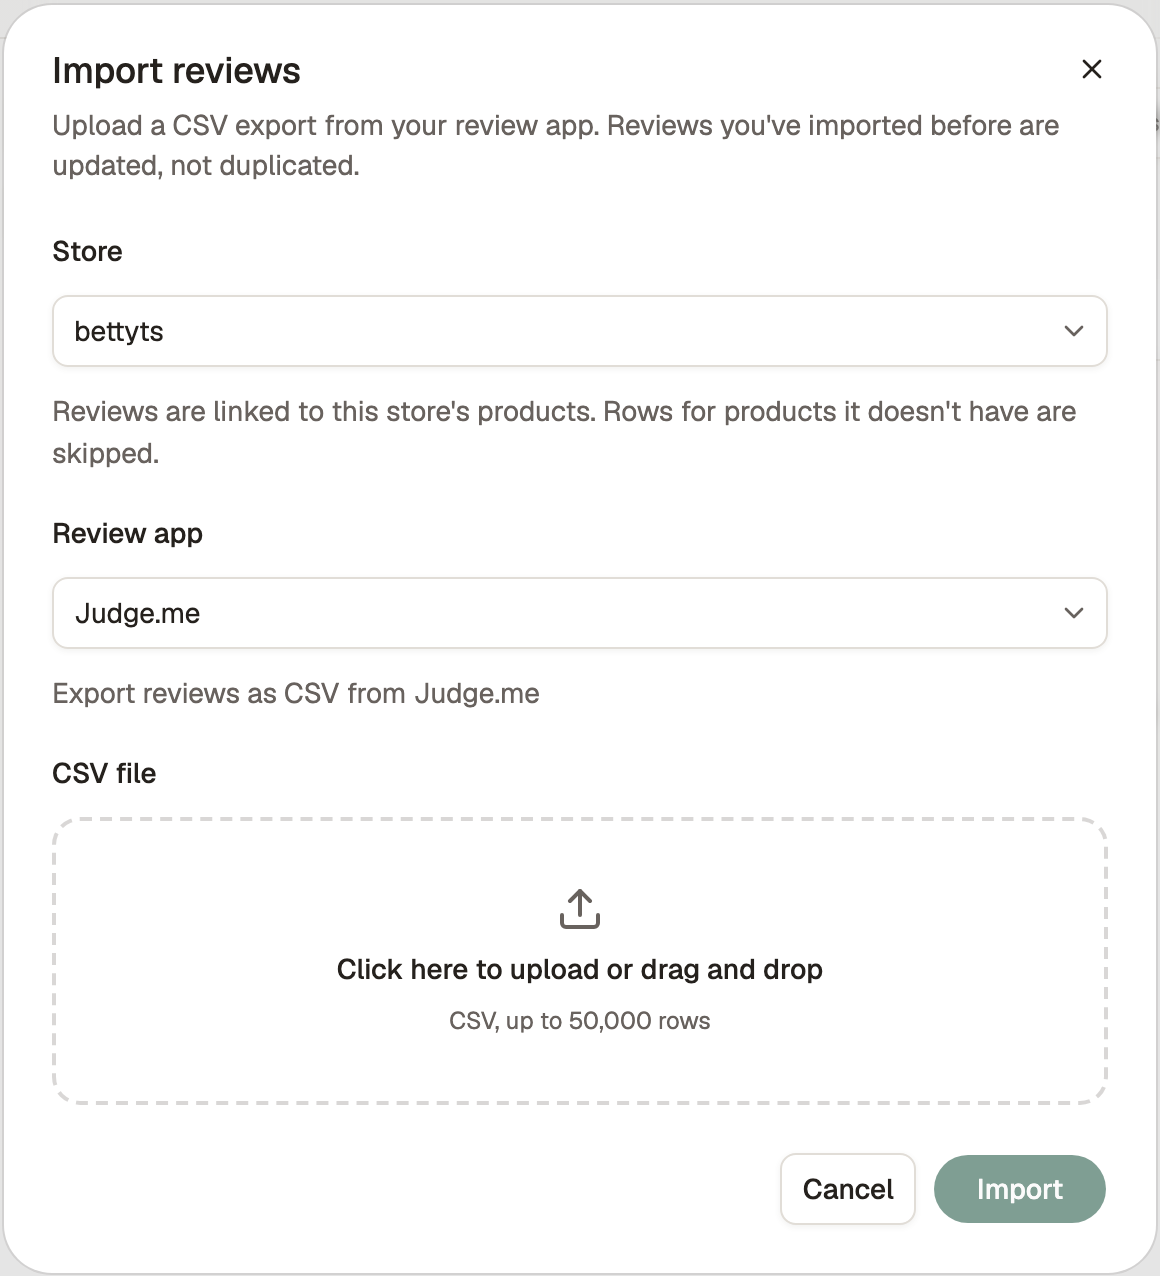 Import reviews
Upload a CSV export from your review app. Reviews you've imported before are
updated, not duplicated.
Store
bettyts
Reviews are linked to this store's products. Rows for products it doesn't have are
skipped.
Review app
Judge.me
Export reviews as CSV from Judge.me
CSV file
Click here to upload or drag and drop
CSV, up to 50,000 rows
Cancel
Import